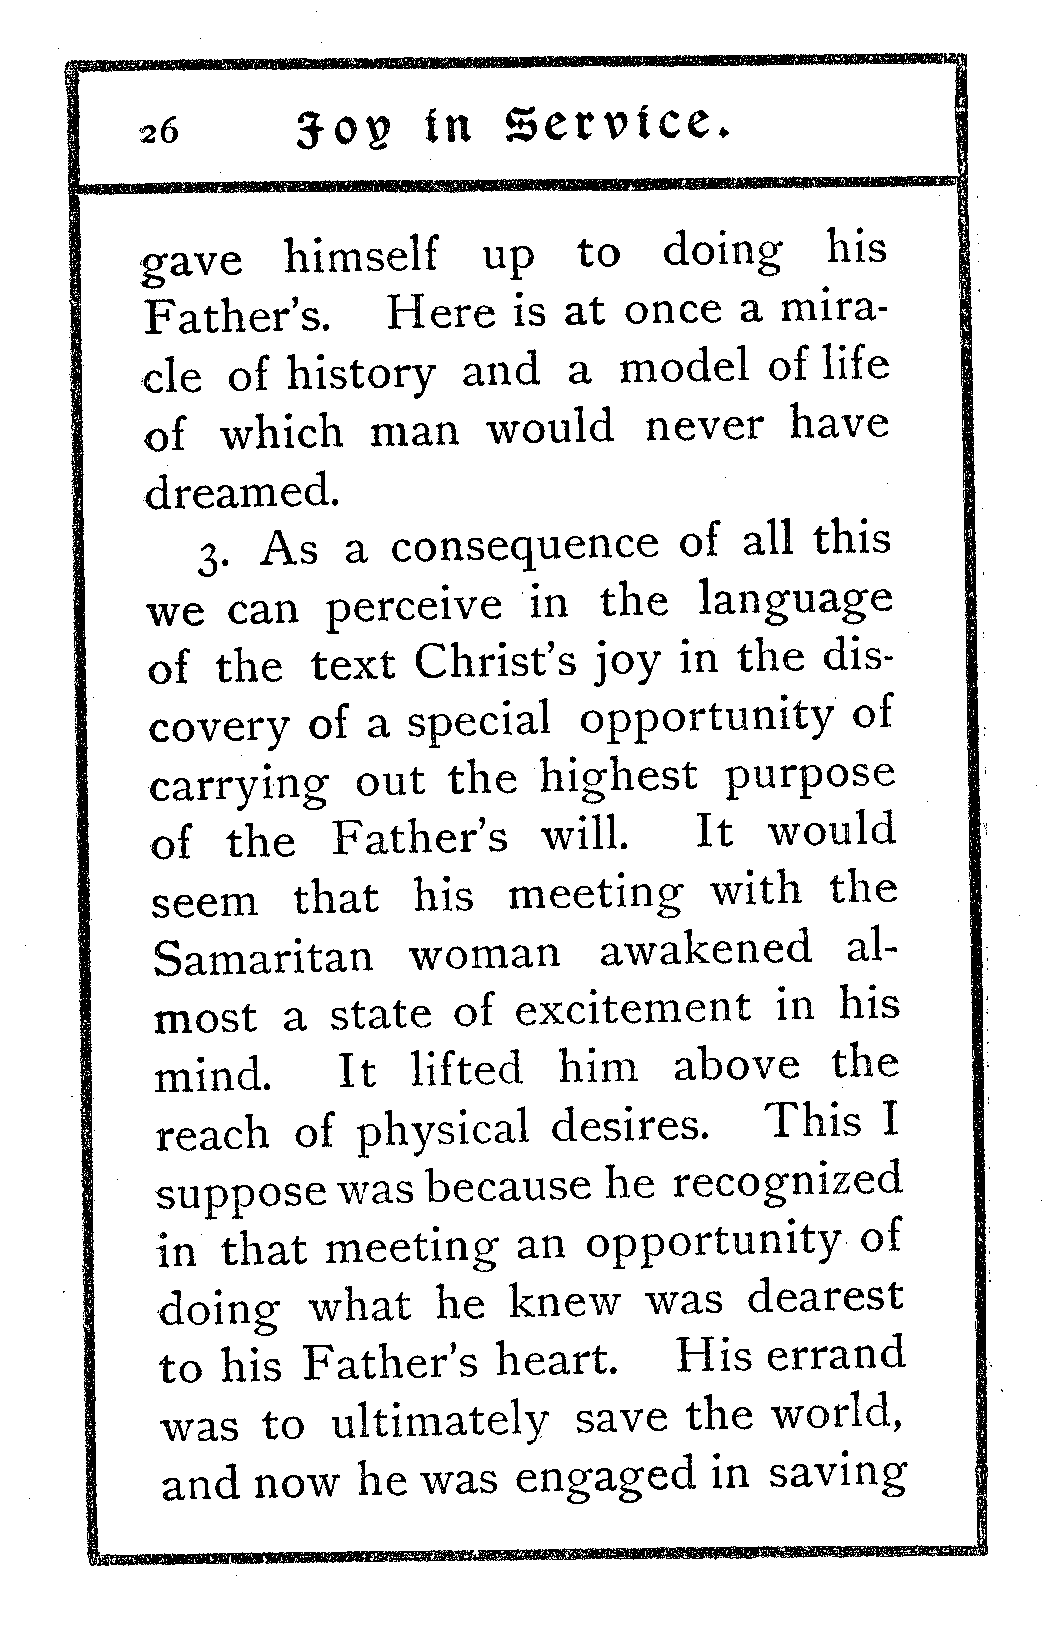 26 Joy in Service.
gave himself up to doing his
Father's. Here is at once a mira-
cle of history and a model of life
of which man would never have
dreamed.
3. As a consequence of all this
we can perceive in the language
of the text Christ's joy in the dis-
covery of a special opportunity of
carrying out the highest purpose
of the Father's will. It would
seem that his meeting with the
Samaritan woman awakened al-
most a state of excitement in his
mind. It lifted him above the
reach of physical desires. This I
suppose was because he recognized
in that meeting an opportunity of
doing what he knew was dearest
to his Father's heart. His errand
was to ultimately save the world,
and now he was engaged in saving